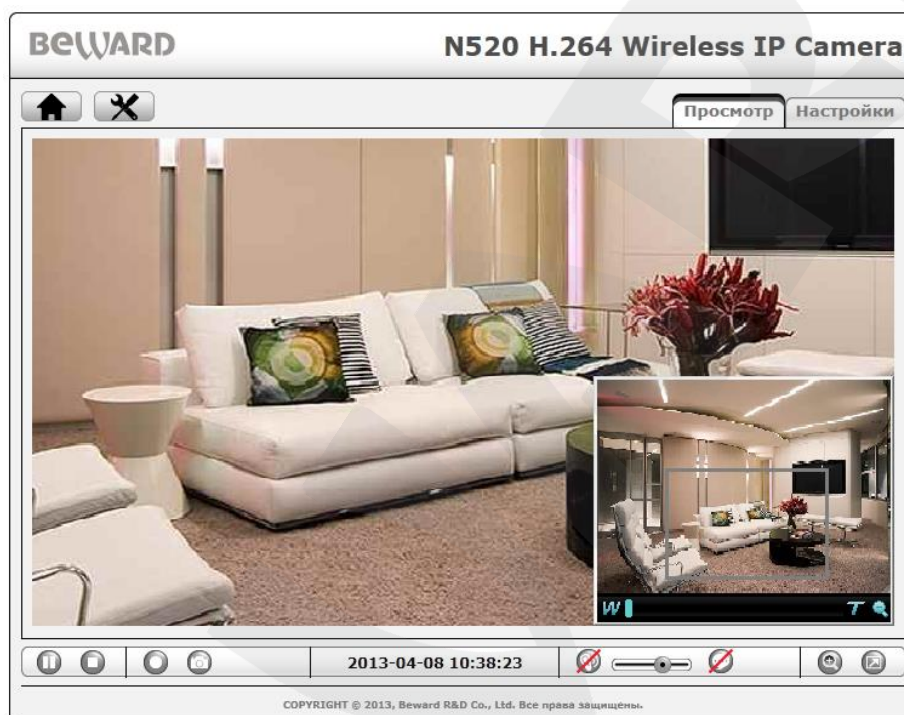 BEWARD
N520 H.264 Wireless IP Camera
Просмотр
Настройки
W
T
2013-04-08 10:38:23
COPYRIGHT © 2013, Beward R&D Co., Ltd. Все права защищены.